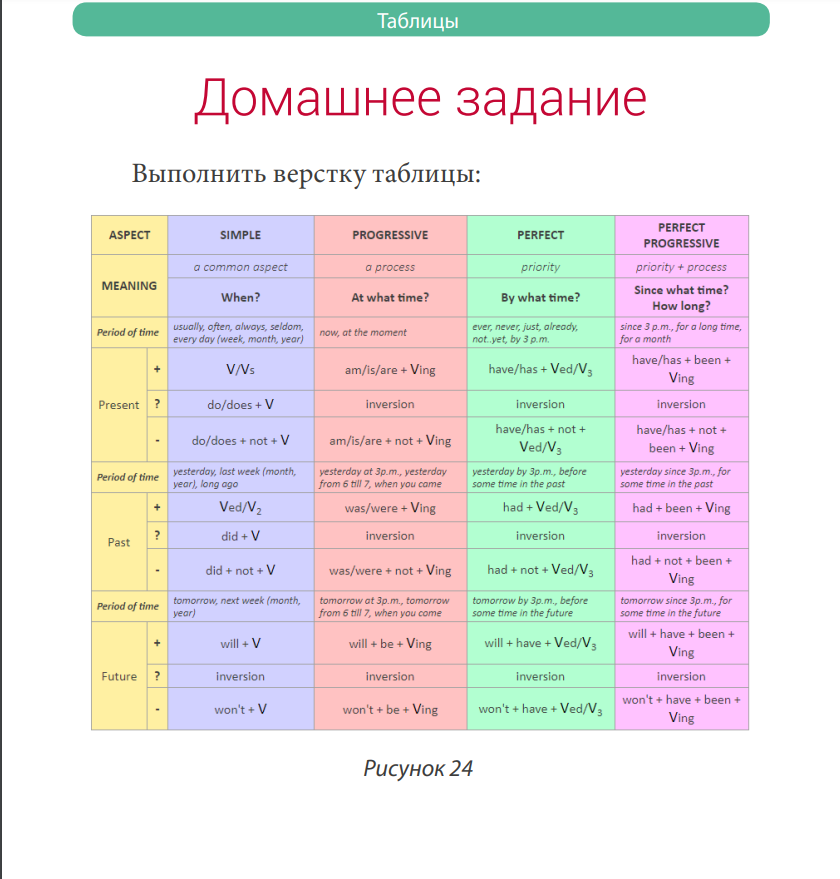 Таблицы
Домашнее задание
Выполнить верстку таблицы:
ASPECT SIMPLE PROGRESSIVE PERFECT PERFECT
PROGRESSIVE
MEANING a common aspect a process priority priority + process
When? At what time? By what time? Since what time?
How long?
Period of time usually, often, always, seldam, now, at the moment ever, never, just, already, since 3 p.m., for a long time,
every day (week, month, year) not..yet, by 3 p.m. for a month
Present + V/Vs am/is/are + Ving have/has + Ved/V3 have/has + been +
Ving
? do/does + V inversion inversion inversion
- do/does + not + V am/is/are + not + Ving have/has + not + have/has + not +
Ved/V3 been + Ving
Period of time yesterday, last week (month, yesterday at 3p.m., yesterday yesterday by 3p.m., before yesterday since 3p.m., for
year), long ago from 6 till 7, when you came some time in the past some time in the past
Past + Ved/V2 was/were + Ving had + Ved/V3 had + been + Ving
? did + V inversion inversion inversion
- did + not + V was/were + not + Ving had + not + Ved/V3 had + not + been +
Ving
Period of time tomorrow, next week (month, tomorrow at 3p.m., tomorrow tomorrow by 3p.m., before tomorrow since 3p.m., for
year) from 6 till 7, when you came some time in the future some time in the future
Future + will + V will + be + Ving will + have + Ved/V3 will + have + been +
Ving
? inversion inversion inversion inversion
- won't + V won't + be + Ving won't + have + Ved/V3 won't + have + been +
Ving
Рисунок 24